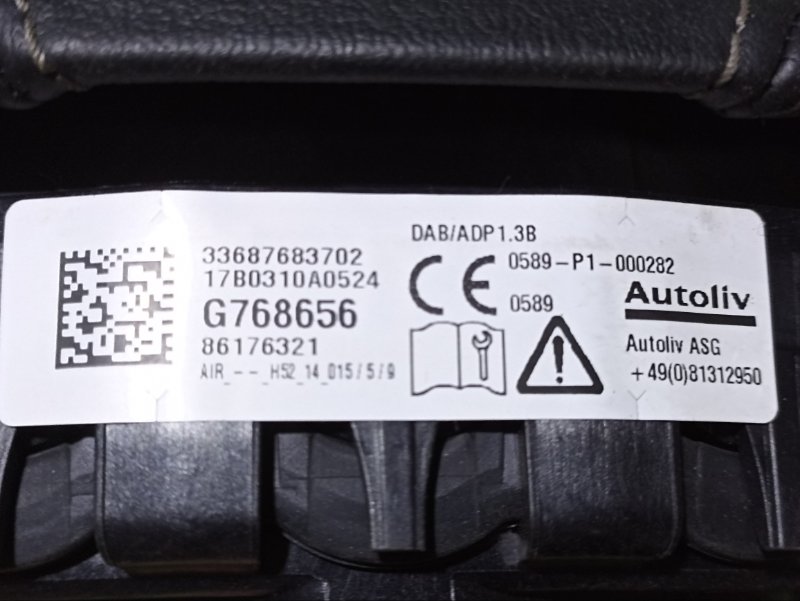 33687683702
17B0310A0524
G768656
86176321
AIR_--_H52_14_015/5/9
DAB/ADP1.3B
CE 0589-P1-000282
0589
Autoliv
Autoliv ASG
+49(0)81312950